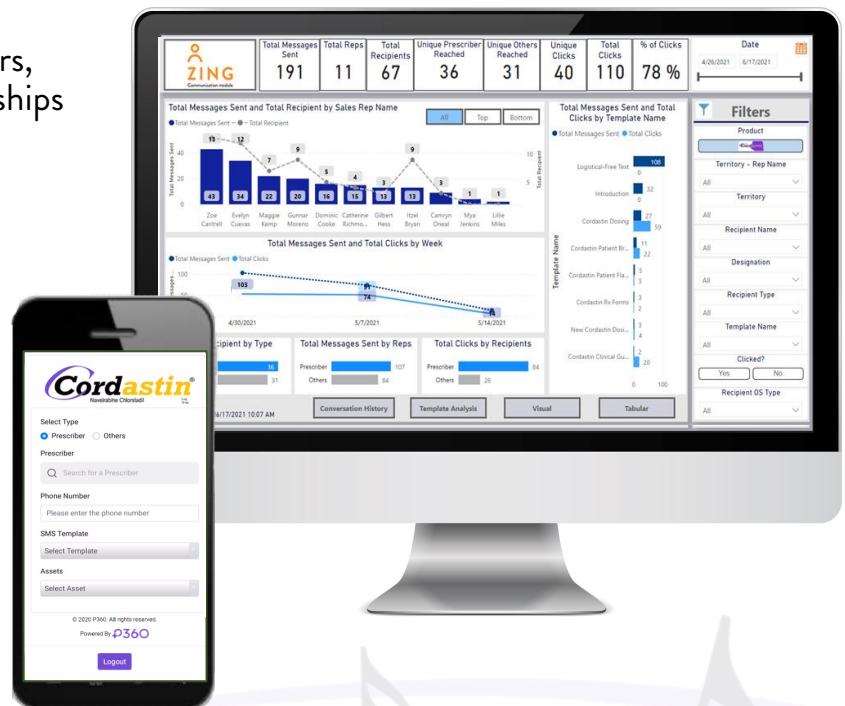 rs,
ships
ZING
Communication module
Total Messages Sent
191
Total Reps
11
Total Recipients
67
Unique Prescriber Reached
36
Unique Others Reached
31
Unique Clicks
40
Total Clicks
110
% of Clicks
78 %
Date
4/26/2021 6/17/2021
Total Messages Sent and Total Recipient by Sales Rep Name
Total Messages Sent Total Recipient
All Top Bottom
Total Messages Sent
40
20
0
13 12 7 9 5 4 3 9 3 1 1
43 34 22 20 16 15 13 13
10
5
Total Recipient
Zoe Cantrell
Evelyn Cuevas
Maggie Kemp
Gunnar Moreno
Dominic Cooke
Catherine Richmo...
Gilbert Hess
Itzel Bryan
Camryn Oneal
Mya Jenkins
Lillie Miles
Total Messages Sent and Total Clicks by Week
Total Messages Sent Total Clicks
100
103
74
4/30/2021 5/7/2021 5/14/2021
Total Messages Sent and Total Clicks by Template Name
Total Messages Sent Total Clicks
Template Name
Logistical-Free Text 108 0
Introduction 32 0
Cordastin Dosing 27 59
Cordastin Patient Br... 11 22
Cordastin Patient Fla... 3
Cordastin Rx Forms 3 2
New Cordastin Dos... 3 4
Cordastin Clinical Gu... 2 20
0 100
cipient by Type
36
31
Total Messages Sent by Reps
Prescriber 107
Others 84
Total Clicks by Recipients
Prescriber 84
Others 26
6/17/2021 10:07 AM
Conversation History
Template Analysis
Visual
Tabular
Filters
Product
Territory - Rep Name
All
Territory
All
Recipient Name
All
Designation
All
Recipient Type
All
Template Name
All
Clicked?
Yes No
Recipient OS Type
All
Cordastin®
Navelrabine Chlorstadil
Select Type
Prescriber Others
Prescriber
Search for a Prescriber
Phone Number
Please enter the phone number
SMS Template
Select Template
Assets
Select Asset
© 2020 P360. All rights reserved.
Powered By P360
Logout